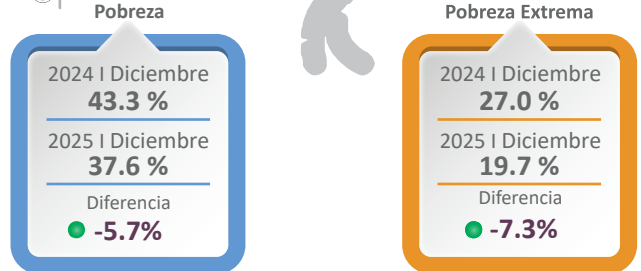 Pobreza
2024 I Diciembre
43.3 %
2025 I Diciembre
37.6 %
Diferencia
-5.7%
Pobreza Extrema
2024 I Diciembre
27.0 %
2025 I Diciembre
19.7 %
Diferencia
-7.3%